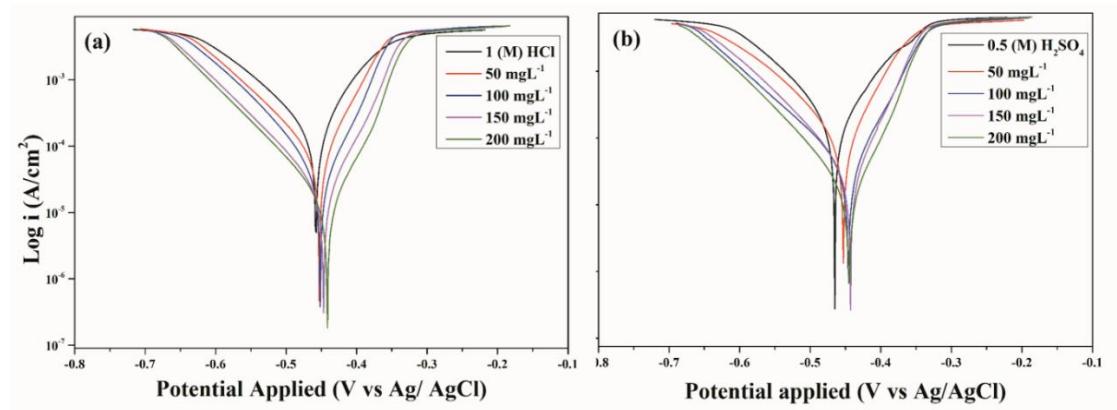 (a)
1 (M) HCl
50 mgL⁻¹
100 mgL⁻¹
150 mgL⁻¹
200 mgL⁻¹
Log i (A/cm²)
10⁻³
10⁻⁴
10⁻⁵
10⁻⁶
10⁻⁷
-0.8 -0.7 -0.6 -0.5 -0.4 -0.3 -0.2 -0.1
Potential Applied (V vs Ag/ AgCl)
(b)
0.5 (M) H₂SO₄
50 mgL⁻¹
100 mgL⁻¹
150 mgL⁻¹
200 mgL⁻¹
-0.8 -0.7 -0.6 -0.5 -0.4 -0.3 -0.2 -0.1
Potential applied (V vs Ag/AgCl)